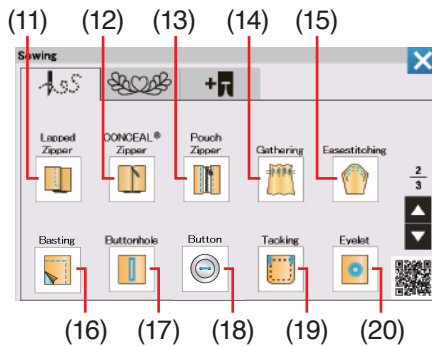 (11) (12) (13) (14) (15)
Sewing
Lapped Zipper
CONCEAL® Zipper
Pouch Zipper
Gathering
Easestitching
2
3
Basting
Buttonhole
Button
Tacking
Eyelet
(16) (17) (18) (19) (20)